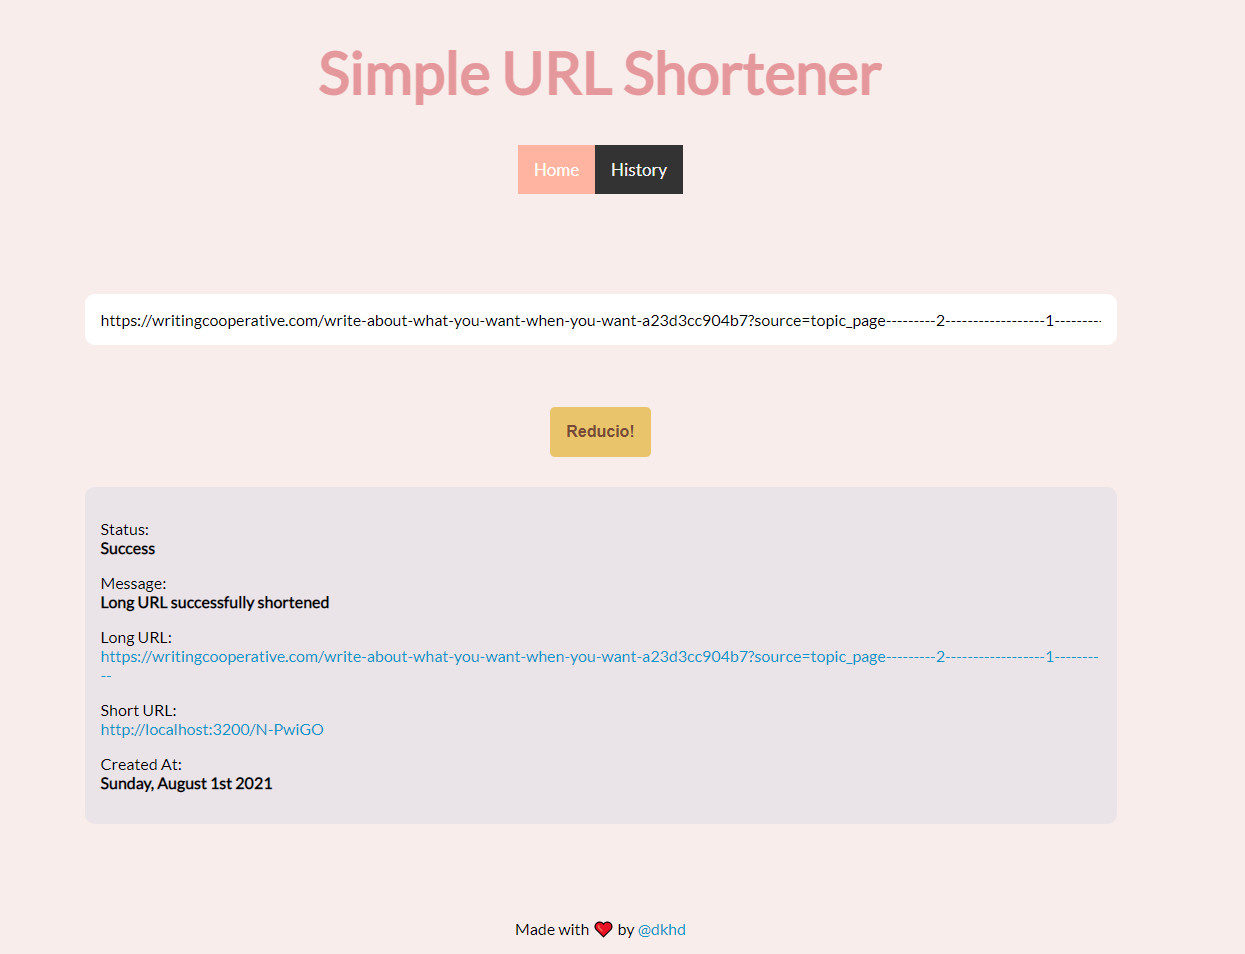 Simple URL Shortener
Home History
https://writingcooperative.com/write-about-what-you-want-when-you-want-a23d3cc904b7?source=topic_page---------2------------------1---------
Reducio!
Status:
Success
Message:
Long URL successfully shortened
Long URL:
https://writingcooperative.com/write-about-what-you-want-when-you-want-a23d3cc904b7?source=topic_page---------2------------------1--------
--
Short URL:
http://localhost:3200/N-PwiGO
Created At:
Sunday, August 1st 2021
Made with ❤ by @dkhd